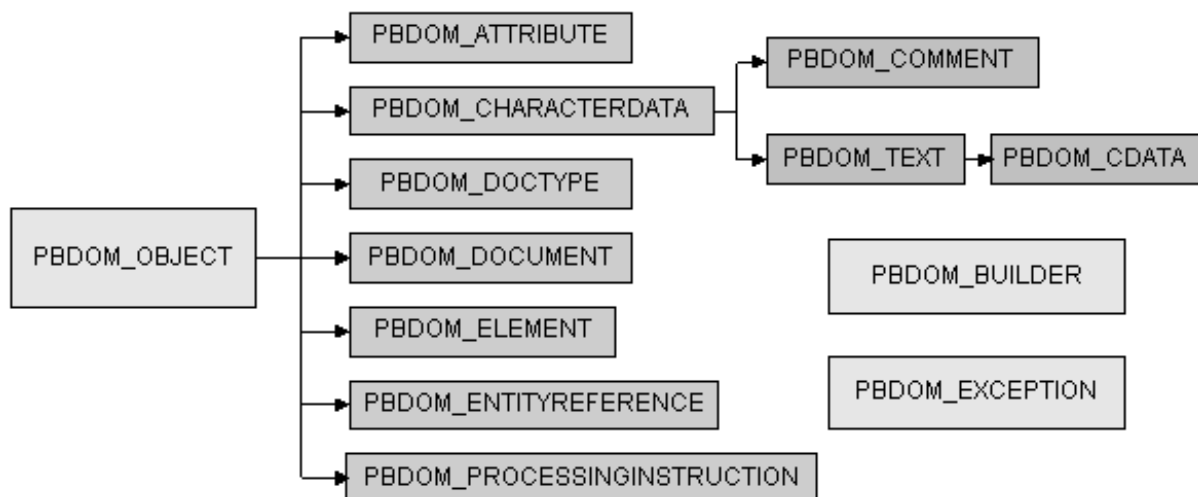 PBDOM_ATTRIBUTE
PBDOM_COMMENT
PBDOM_CHARACTERDATA
PBDOM_TEXT
PBDOM_CDATA
PBDOM_DOCTYPE
PBDOM_OBJECT
PBDOM_DOCUMENT
PBDOM_BUILDER
PBDOM_ELEMENT
PBDOM_EXCEPTION
PBDOM_ENTITYREFERENCE
PBDOM_PROCESSINGINSTRUCTION